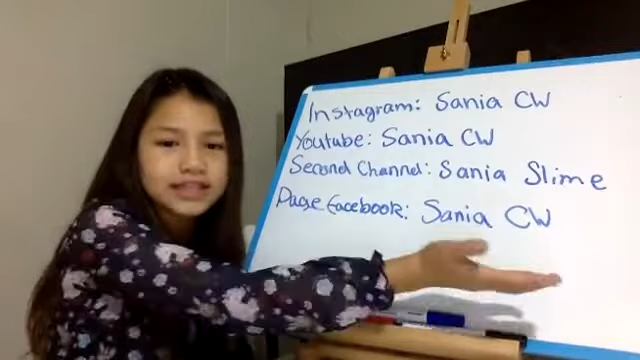 Instagram: Sania CW
Youtube: Sania CW
Second Channel: Sania Slime
Page Facebook: Sania CW